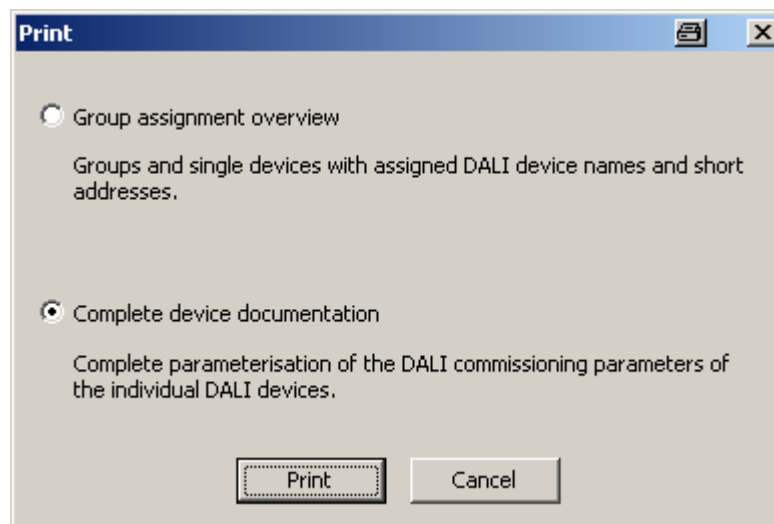 Print
Group assignment overview
Groups and single devices with assigned DALI device names and short
addresses.
Complete device documentation
Complete parameterisation of the DALI commissioning parameters of
the individual DALI devices.
Print
Cancel